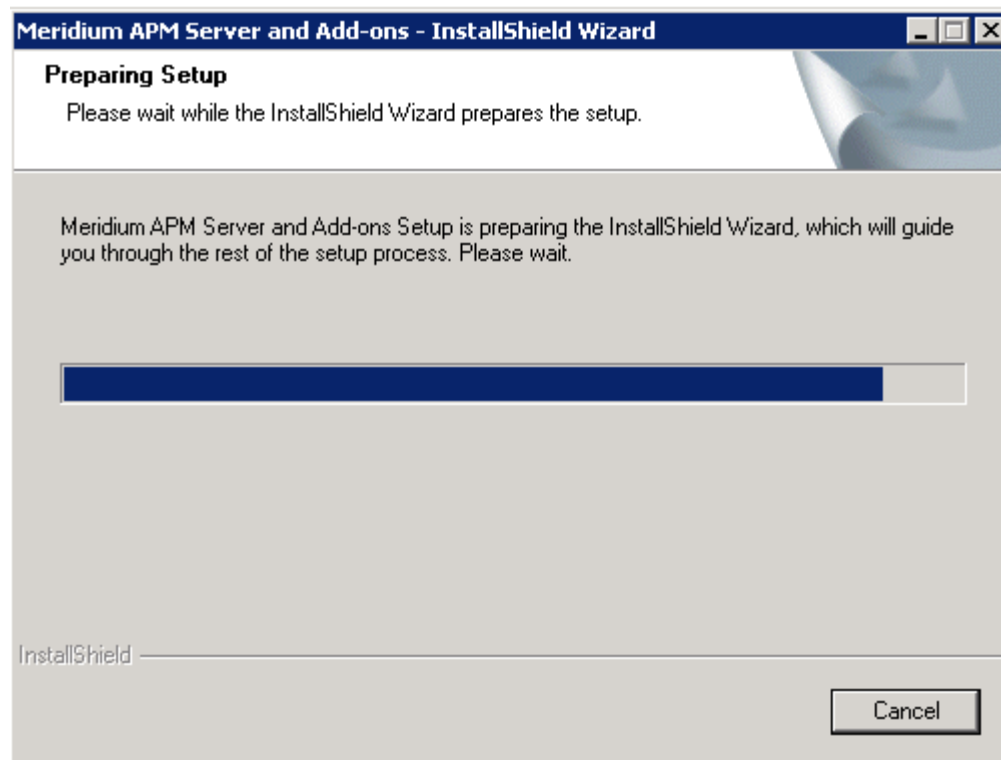 Meridium APM Server and Add-ons - InstallShield Wizard
Preparing Setup
Please wait while the InstallShield Wizard prepares the setup.
Meridium APM Server and Add-ons Setup is preparing the InstallShield Wizard, which will guide
you through the rest of the setup process. Please wait.
InstallShield
Cancel